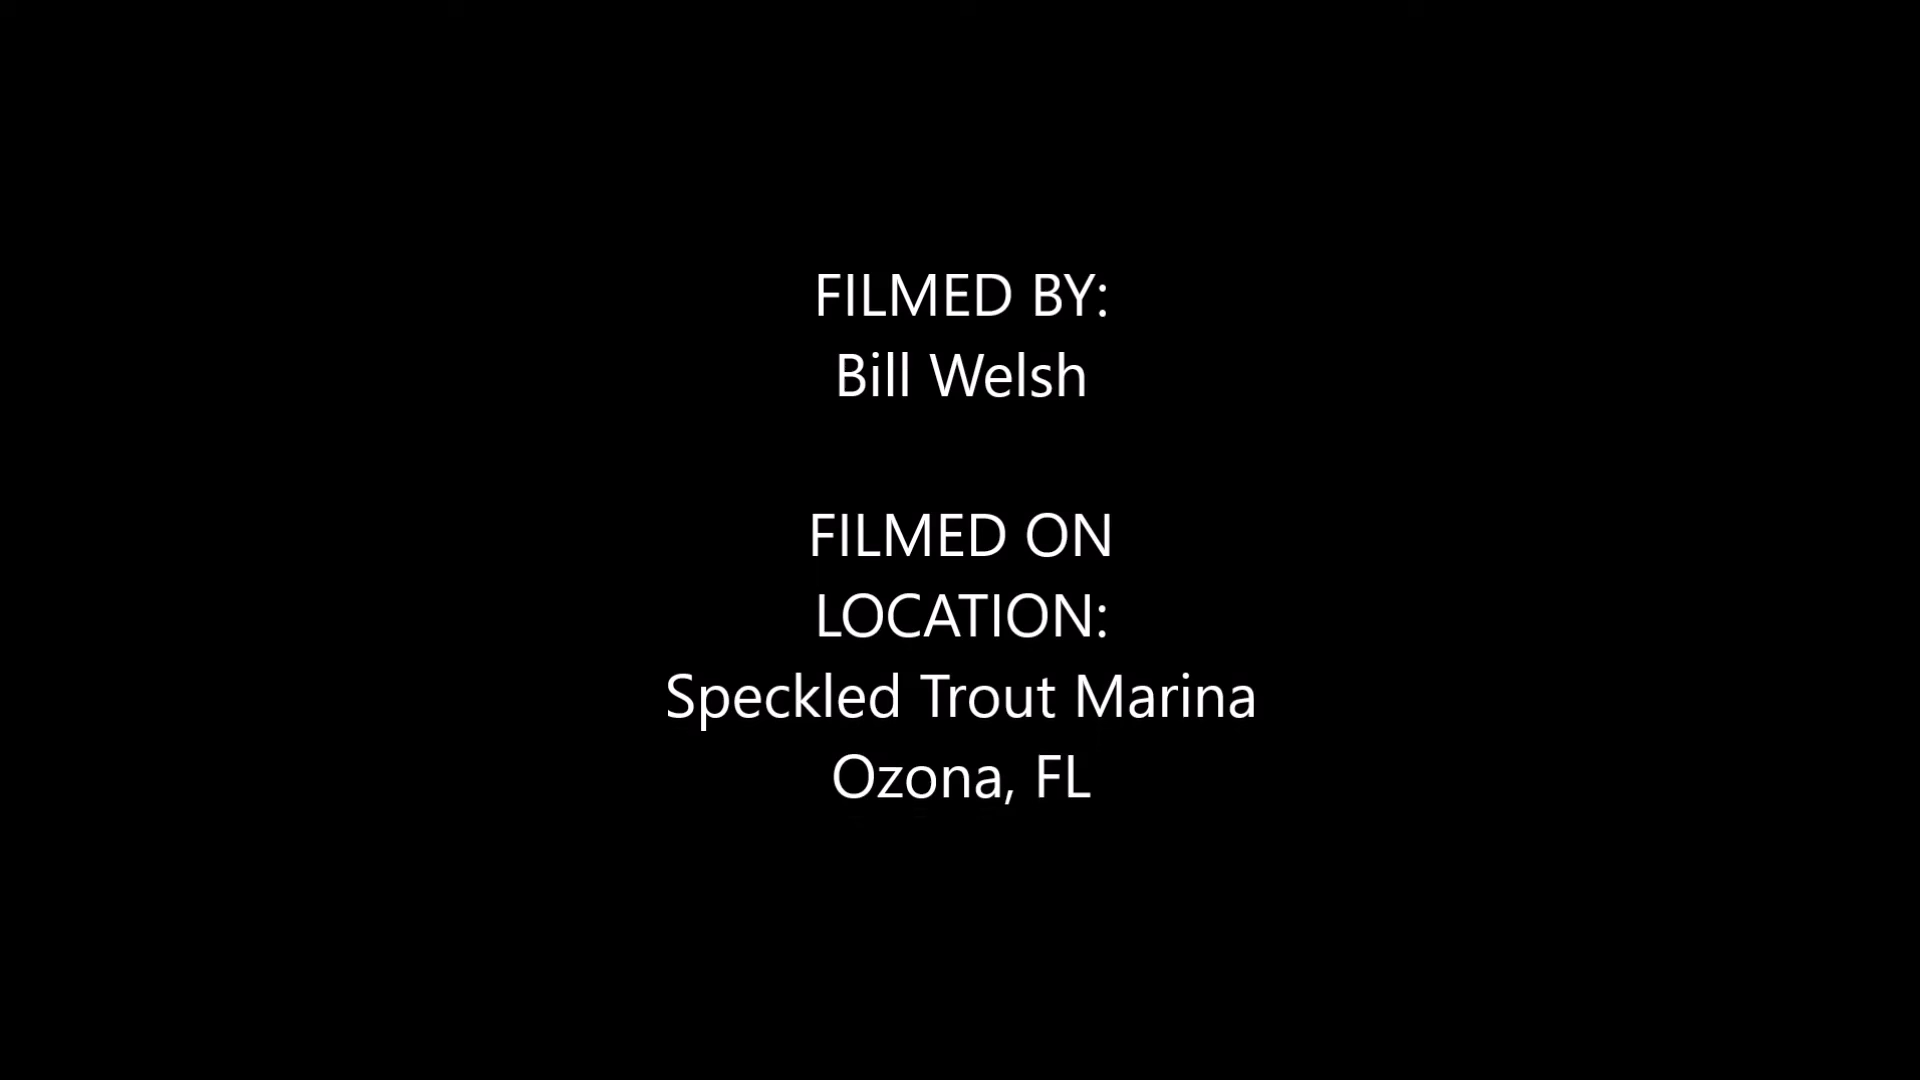 FILMED BY:
Bill Welsh
FILMED ON
LOCATION:
Speckled Trout Marina
Ozona, FL